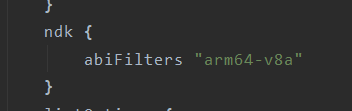 }
ndk {
abiFilters "arm64-v8a"
}